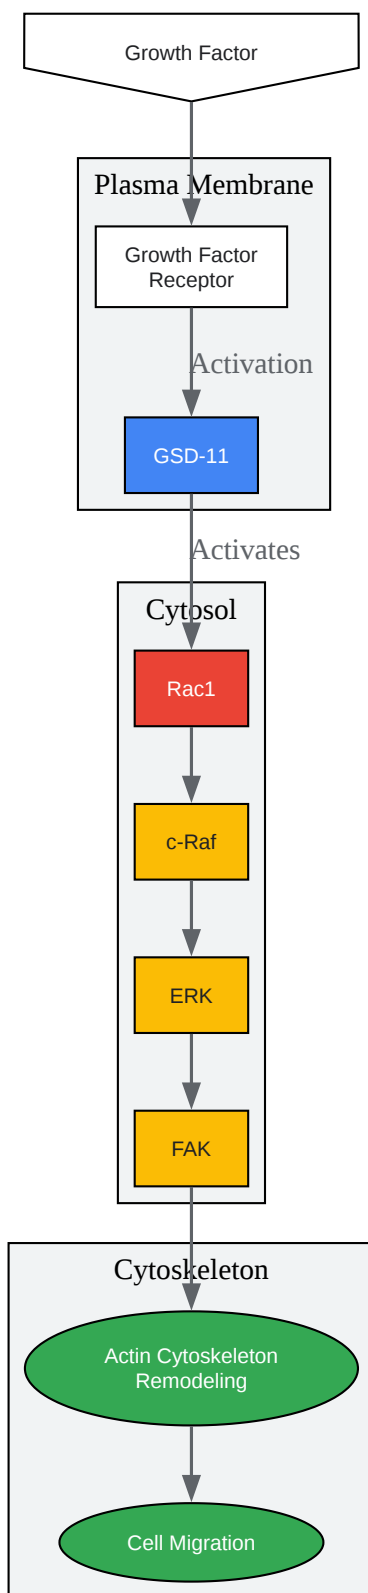 Growth Factor
Plasma Membrane
Growth Factor
Receptor
Activation
GSD-11
Activates
Cytosol
Rac1
c-Raf
ERK
FAK
Cytoskeleton
Actin Cytoskeleton
Remodeling
Cell Migration